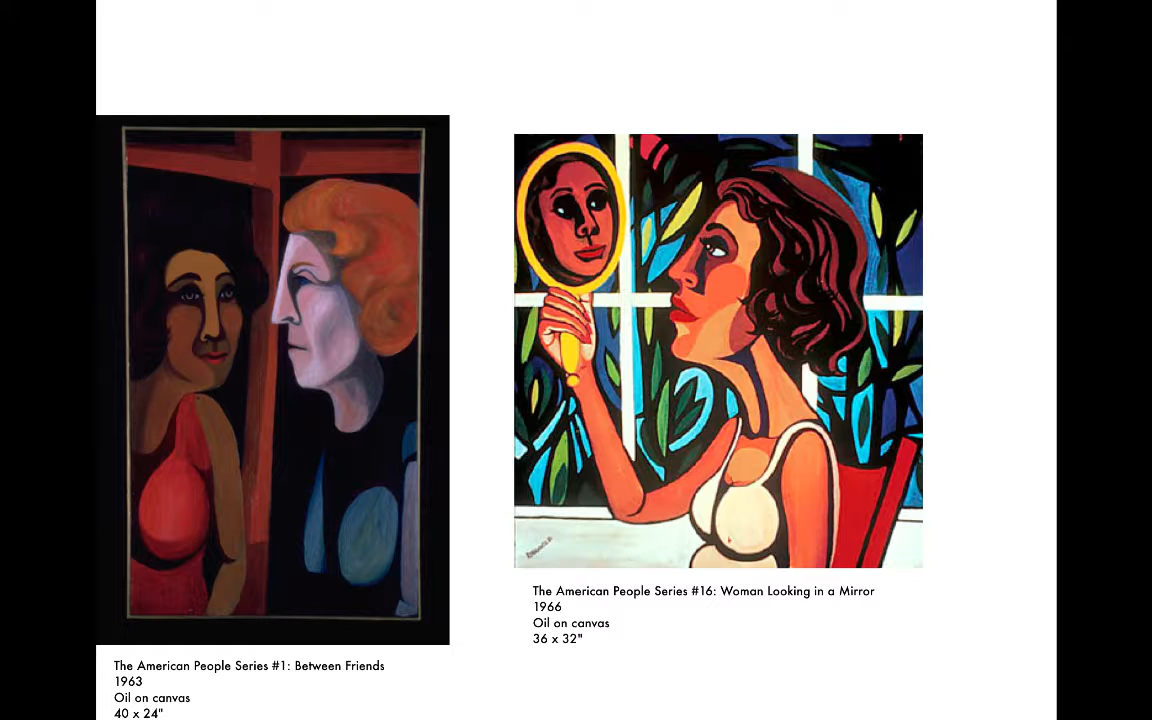 The American People Series #16: Woman Looking in a Mirror
1966
Oil on canvas
36 x 32"
The American People Series #1: Between Friends
1963
Oil on canvas
40 x 24"